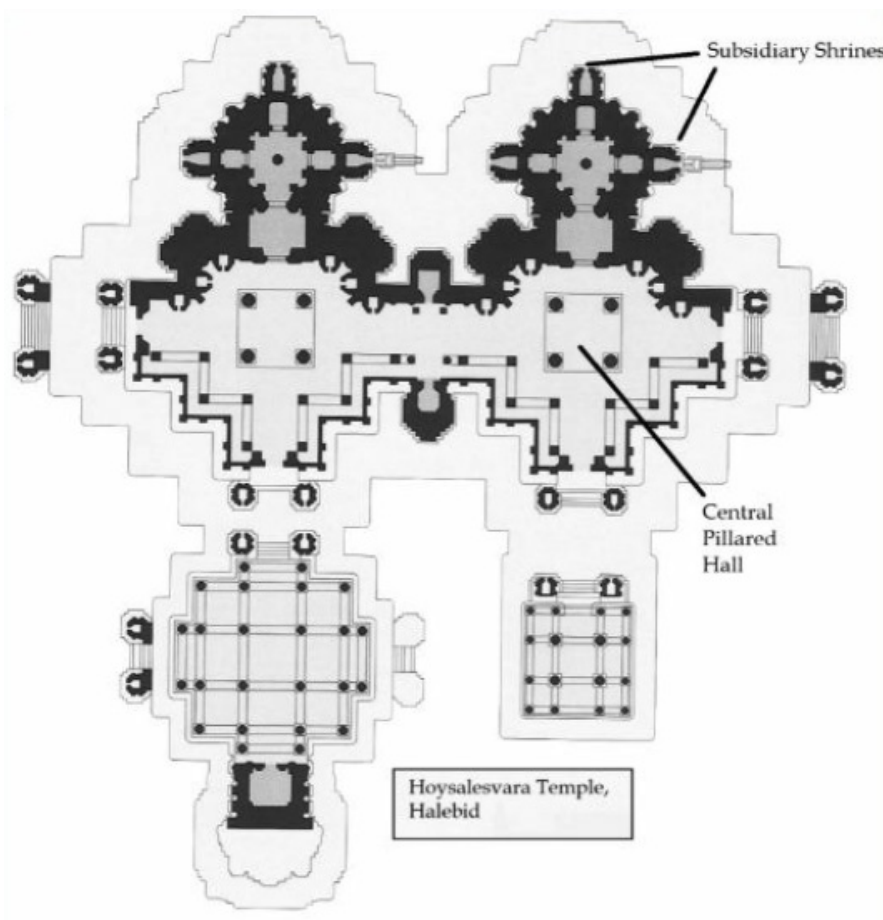 Subsidiary Shrines
Central
Pillared
Hall
Hoysalesvara Temple,
Halebid